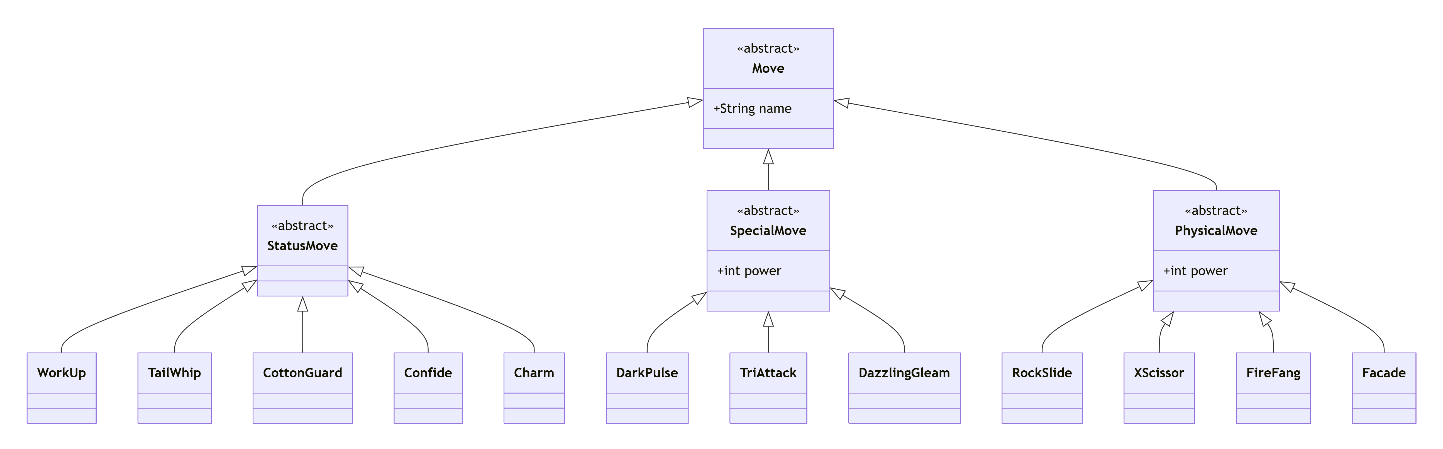 «abstract»
Move
+String name
«abstract»
StatusMove
«abstract»
SpecialMove
+int power
«abstract»
PhysicalMove
+int power
WorkUp
TailWhip
CottonGuard
Confide
Charm
DarkPulse
TriAttack
DazzlingGleam
RockSlide
XScissor
FireFang
Facade